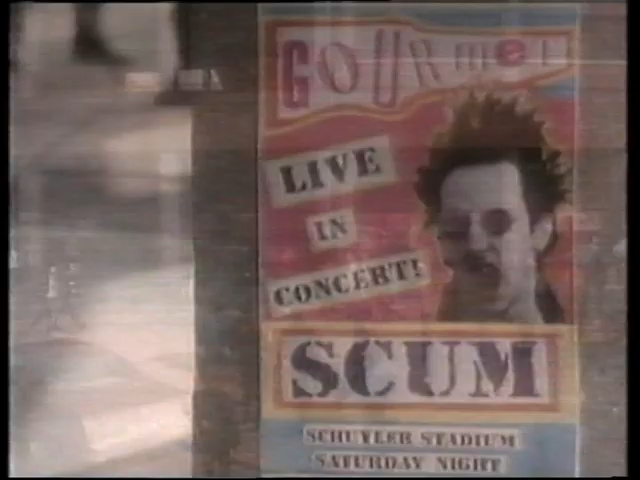 GOURmeT
LIVE
IN
CONCERT!
SCUM
SCHUYLER STADIUM
SATURDAY NIGHT